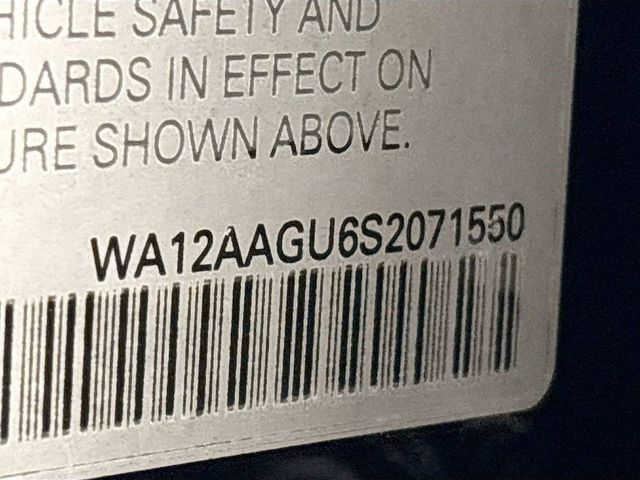 HICLE SAFETY AND
DARDS IN EFFECT ON
URE SHOWN ABOVE.
WA12AAGU6S2071550